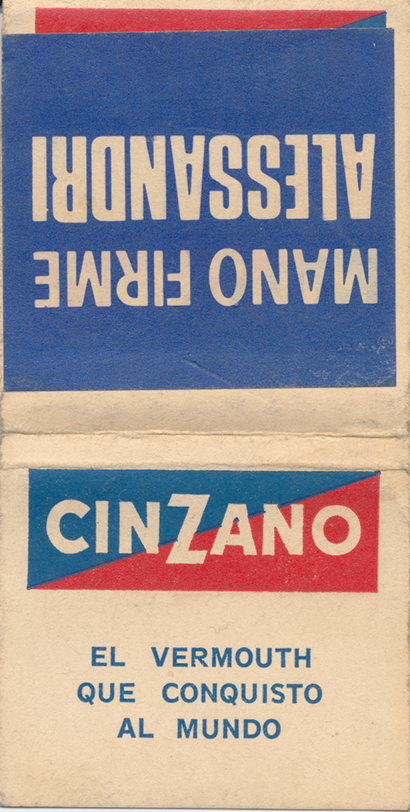 MANO FIRME
ALESSANDRI
CINZANO
EL VERMOUTH
QUE CONQUISTO
AL MUNDO